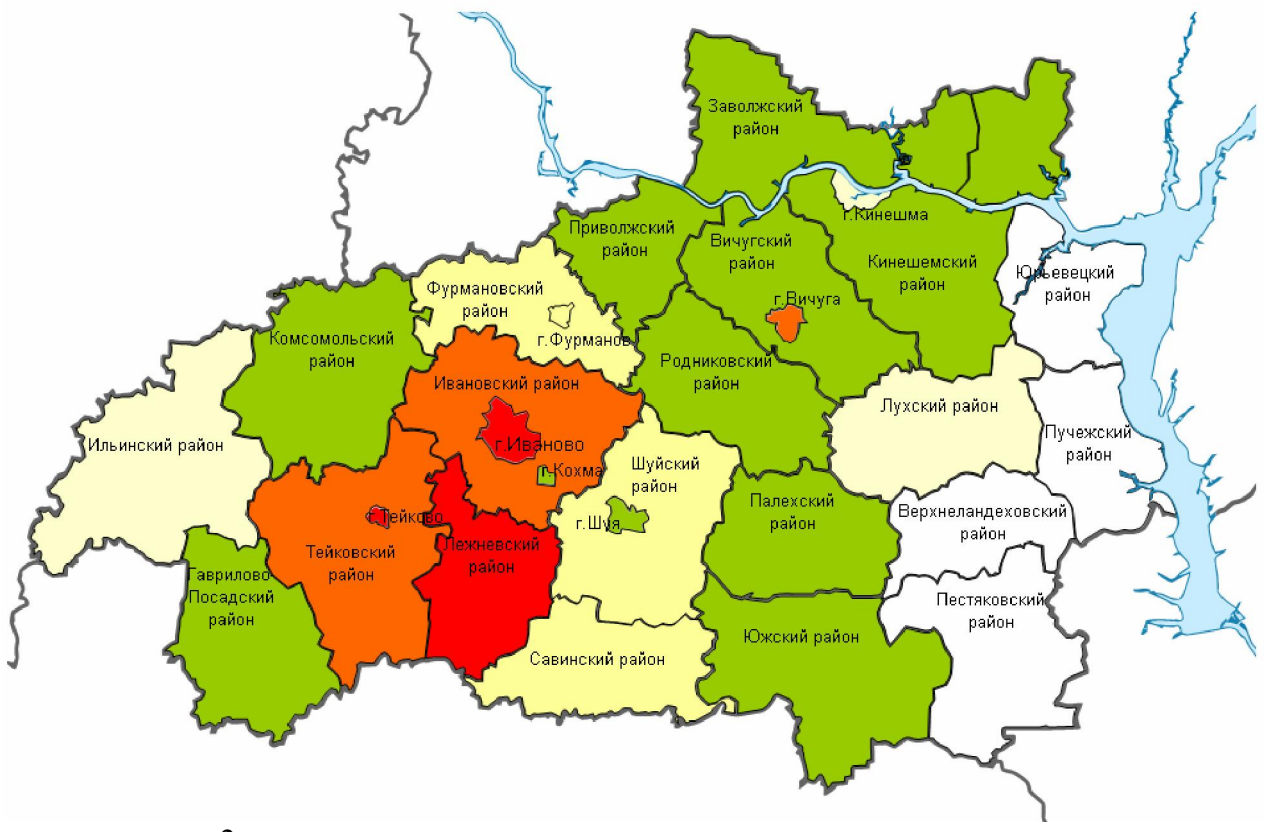 Заволжский
район
г.Кинешма
Приволжский
район
Вичугский
район
Кинешемский
район
Юрьевецкий
район
Фурмановский
район
г.Вичуга
г.Фурманов
Комсомольский
район
Родниковский
район
Ивановский район
Лухский район
Ильинский район
г.Иваново
Пучежский
район
г.Кохма
Шуйский
район
Палехский
район
Верхнеландеховский
район
г.Тейково
г.Шуя
Тейковский
район
Лежневский
район
Гаврилово-
Посадский
район
Пестяковский
район
Южский район
Савинский район